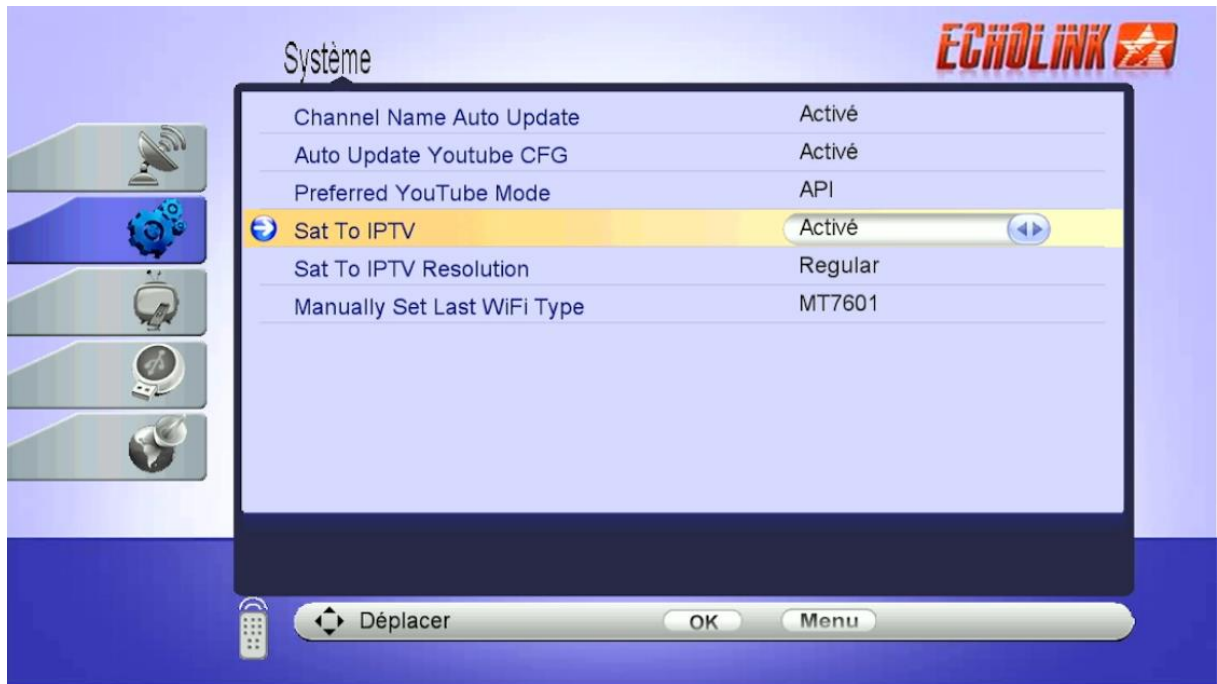 Système
ECHOLINK
Channel Name Auto Update Activé
Auto Update Youtube CFG Activé
Preferred YouTube Mode API
Sat To IPTV Activé
Sat To IPTV Resolution Regular
Manually Set Last WiFi Type MT7601
Déplacer OK Menu